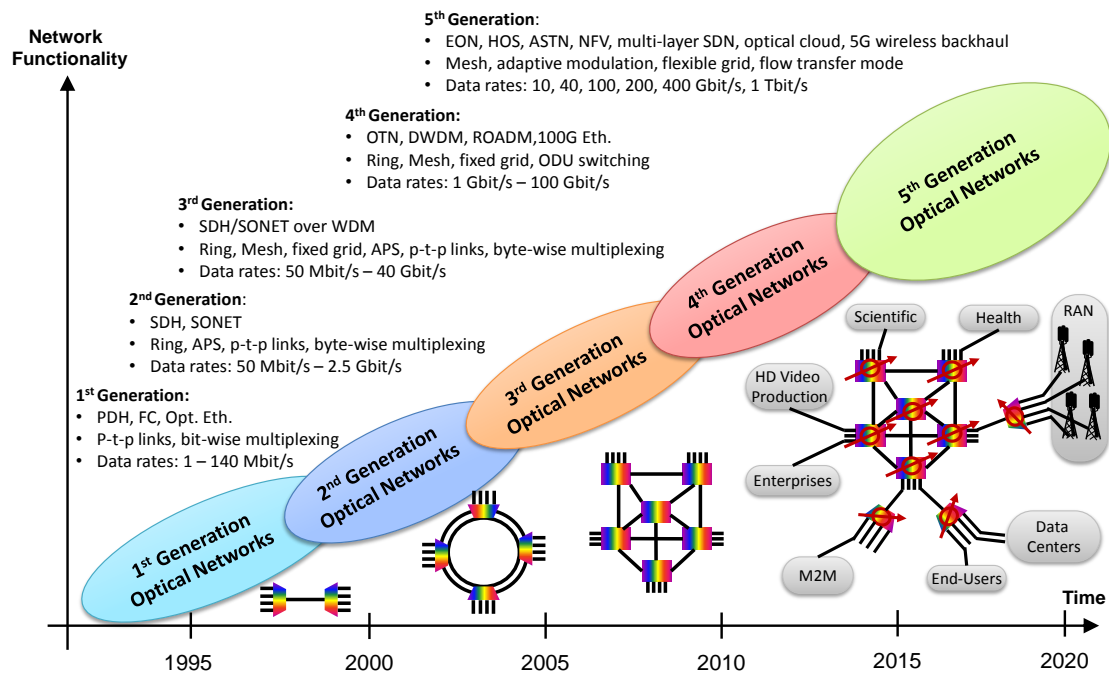 Network
Functionality
5th Generation:
• EON, HOS, ASTN, NFV, multi-layer SDN, optical cloud, 5G wireless backhaul
• Mesh, adaptive modulation, flexible grid, flow transfer mode
• Data rates: 10, 40, 100, 200, 400 Gbit/s, 1 Tbit/s
4th Generation:
• OTN, DWDM, ROADM,100G Eth.
• Ring, Mesh, fixed grid, ODU switching
• Data rates: 1 Gbit/s – 100 Gbit/s
3rd Generation:
• SDH/SONET over WDM
• Ring, Mesh, fixed grid, APS, p-t-p links, byte-wise multiplexing
• Data rates: 50 Mbit/s – 40 Gbit/s
2nd Generation:
• SDH, SONET
• Ring, APS, p-t-p links, byte-wise multiplexing
• Data rates: 50 Mbit/s – 2.5 Gbit/s
1st Generation:
• PDH, FC, Opt. Eth.
• P-t-p links, bit-wise multiplexing
• Data rates: 1 – 140 Mbit/s
1st Generation
Optical Networks
2nd Generation
Optical Networks
3rd Generation
Optical Networks
4th Generation
Optical Networks
5th Generation
Optical Networks
Scientific
Health
RAN
HD Video
Production
Enterprises
M2M
End-Users
Data
Centers
Time
1995
2000
2005
2010
2015
2020